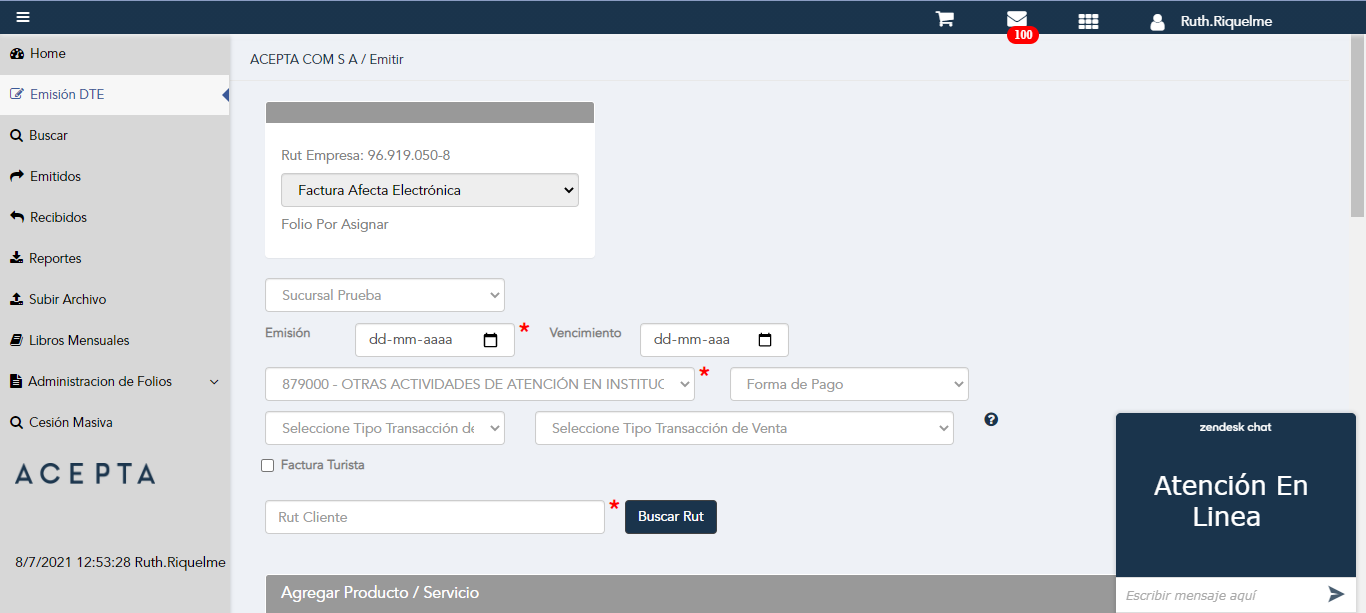 Ruth.Riquelme
100
Home
Emisión DTE
Buscar
Emitidos
Recibidos
Reportes
Subir Archivo
Libros Mensuales
Administracion de Folios
Cesión Masiva
ACEPTA
8/7/2021 12:53:28 Ruth.Riquelme
ACEPTA COM S A / Emitir
Rut Empresa: 96.919.050-8
Factura Afecta Electrónica
Folio Por Asignar
Sucursal Prueba
Emisión dd-mm-aaaa * Vencimiento dd-mm-aaa
879000 - OTRAS ACTIVIDADES DE ATENCIÓN EN INSTITUC * Forma de Pago
Seleccione Tipo Transacción de Seleccione Tipo Transacción de Venta ?
Factura Turista
Rut Cliente * Buscar Rut
Agregar Producto / Servicio
zendesk chat
Atención En
Linea
Escribir mensaje aquí